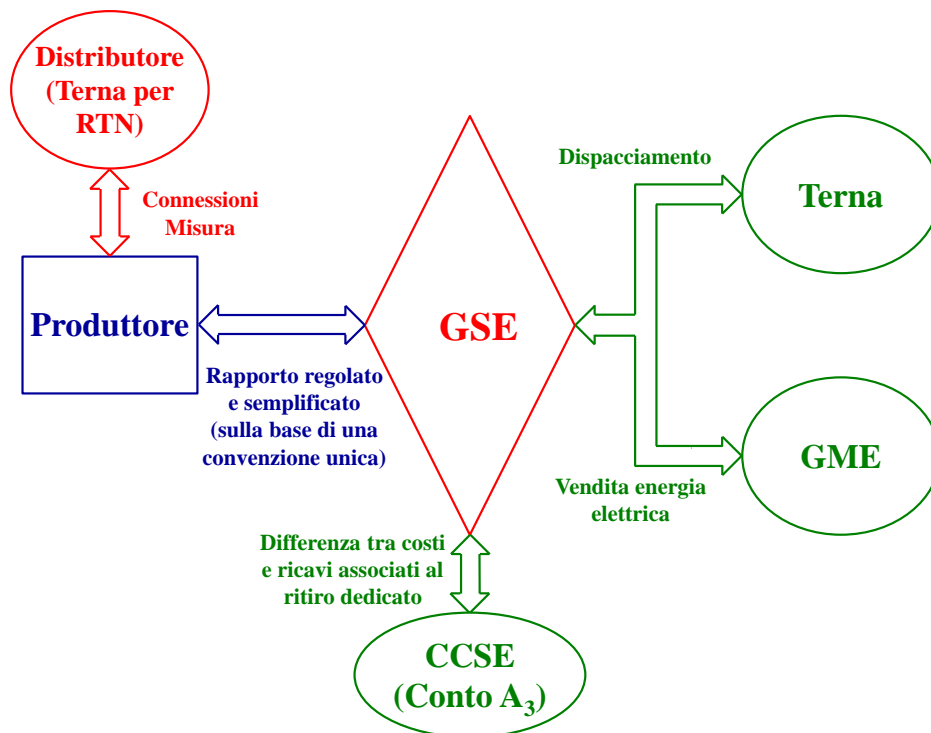 Distributore
(Terna per
RTN)
Connessioni
Misura
Produttore
Rapporto regolato
e semplificato
(sulla base di una
convenzione unica)
GSE
Dispacciamento
Terna
GME
Vendita energia
elettrica
Differenza tra costi
e ricavi associati al
ritiro dedicato
CCSE
(Conto A3)